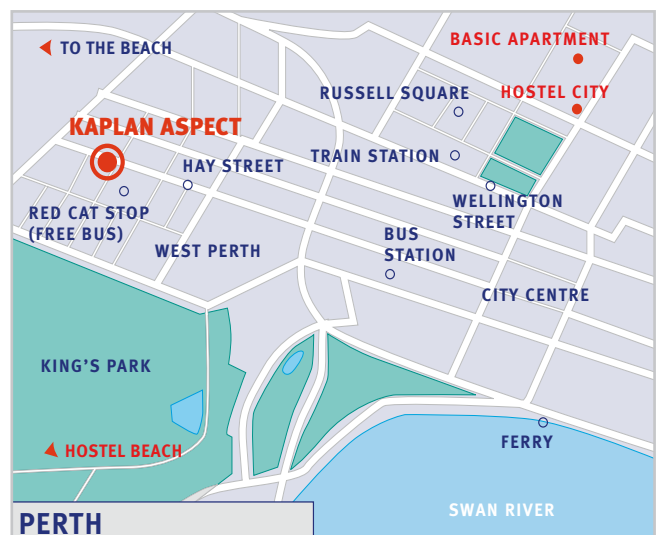 BASIC APARTMENT
TO THE BEACH
HOSTEL CITY
RUSSELL SQUARE
KAPLAN ASPECT
TRAIN STATION
HAY STREET
WELLINGTON
STREET
RED CAT STOP
(FREE BUS)
BUS
STATION
WEST PERTH
CITY CENTRE
KING'S PARK
HOSTEL BEACH
FERRY
SWAN RIVER
PERTH